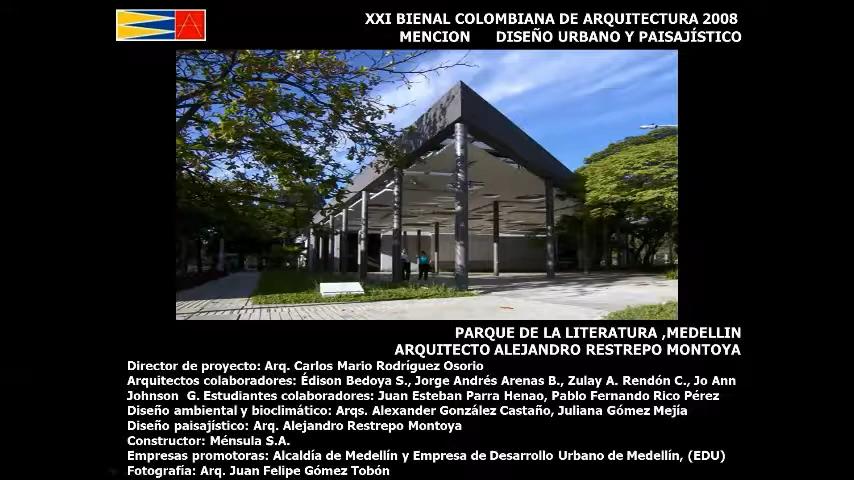 XXI BIENAL COLOMBIANA DE ARQUITECTURA 2008
MENCION DISEÑO URBANO Y PAISAJÍSTICO
PARQUE DE LA LITERATURA ,MEDELLIN
ARQUITECTO ALEJANDRO RESTREPO MONTOYA
Director de proyecto: Arq. Carlos Mario Rodríguez Osorio
Arquitectos colaboradores: Édison Bedoya S., Jorge Andrés Arenas B., Zulay A. Rendón C., Jo Ann
Johnson G. Estudiantes colaboradores: Juan Esteban Parra Henao, Pablo Fernando Rico Pérez
Diseño ambiental y bioclimático: Arqs. Alexander González Castaño, Juliana Gómez Mejía
Diseño paisajístico: Arq. Alejandro Restrepo Montoya
Constructor: Ménsula S.A.
Empresas promotoras: Alcaldía de Medellín y Empresa de Desarrollo Urbano de Medellín, (EDU)
Fotografía: Arq. Juan Felipe Gómez Tobón